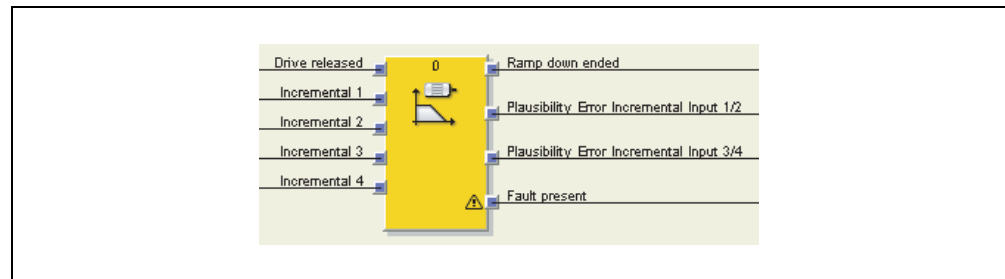 Drive released
0
Ramp down ended
Incremental 1
Plausibility Error Incremental Input 1/2
Incremental 2
Incremental 3
Plausibility Error Incremental Input 3/4
Incremental 4
Fault present